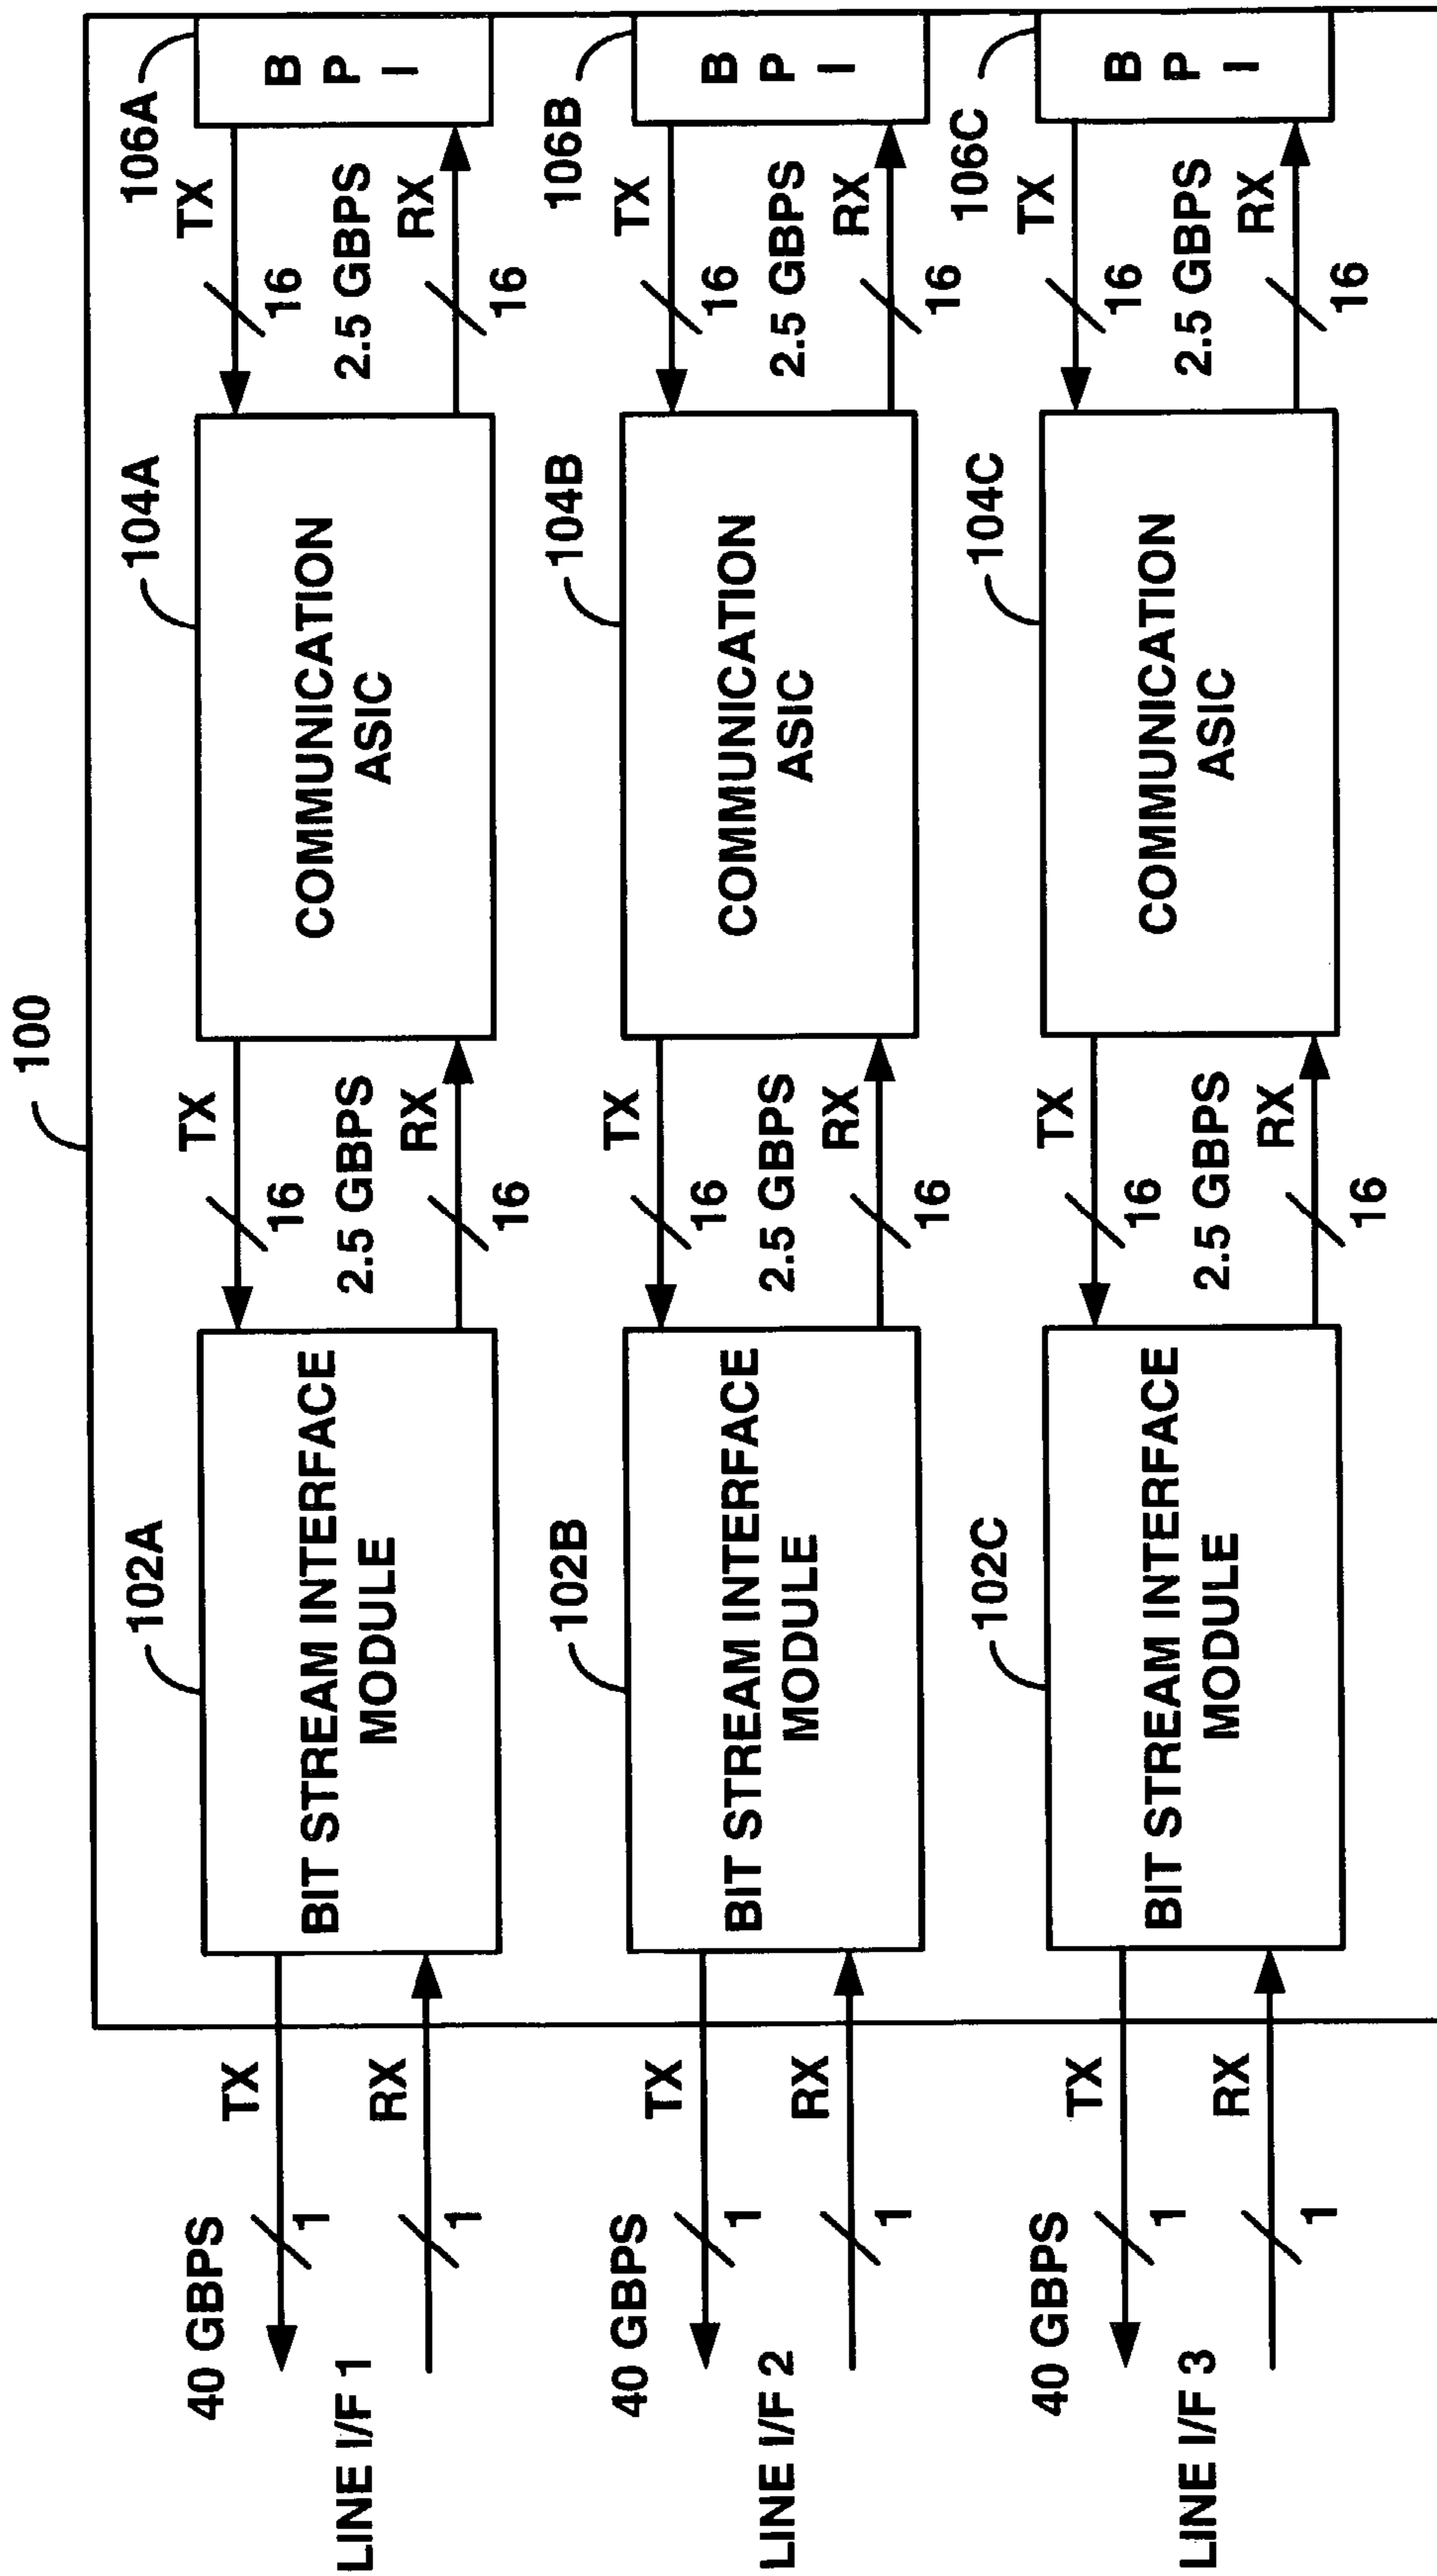 100
106A
BPI
TX
16
2.5 GBPS
RX
16
104A
COMMUNICATION
ASIC
TX
16
2.5 GBPS
RX
16
102A
BIT STREAM INTERFACE
MODULE
TX
RX
40 GBPS
1
1
LINE I/F 1
106B
BPI
TX
16
2.5 GBPS
RX
16
104B
COMMUNICATION
ASIC
TX
16
2.5 GBPS
RX
16
102B
BIT STREAM INTERFACE
MODULE
TX
RX
40 GBPS
1
1
LINE I/F 2
106C
BPI
TX
16
2.5 GBPS
RX
16
104C
COMMUNICATION
ASIC
TX
16
2.5 GBPS
RX
16
102C
BIT STREAM INTERFACE
MODULE
TX
RX
40 GBPS
1
1
LINE I/F 3